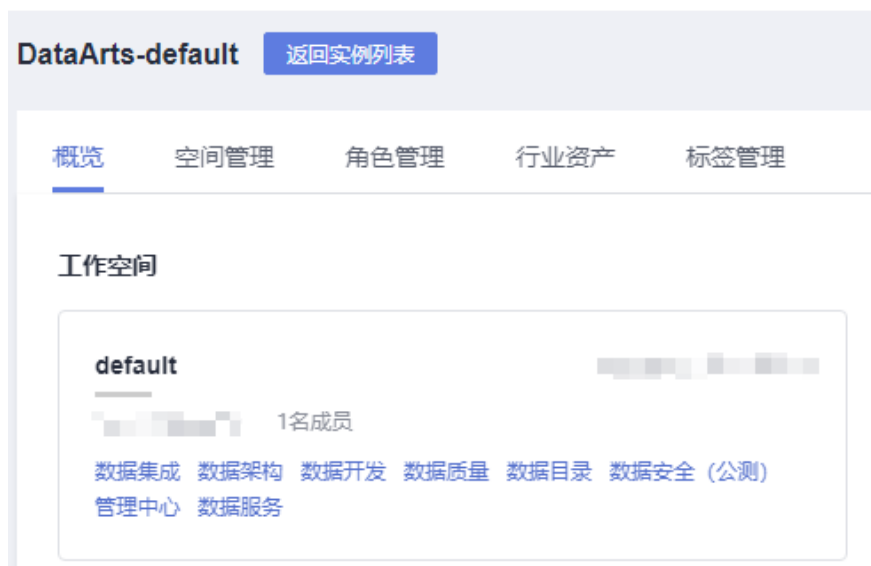 DataArts-default 返回实例列表
概览 空间管理 角色管理 行业资产 标签管理
工作空间
default
1名成员
数据集成 数据架构 数据开发 数据质量 数据目录 数据安全（公测）
管理中心 数据服务